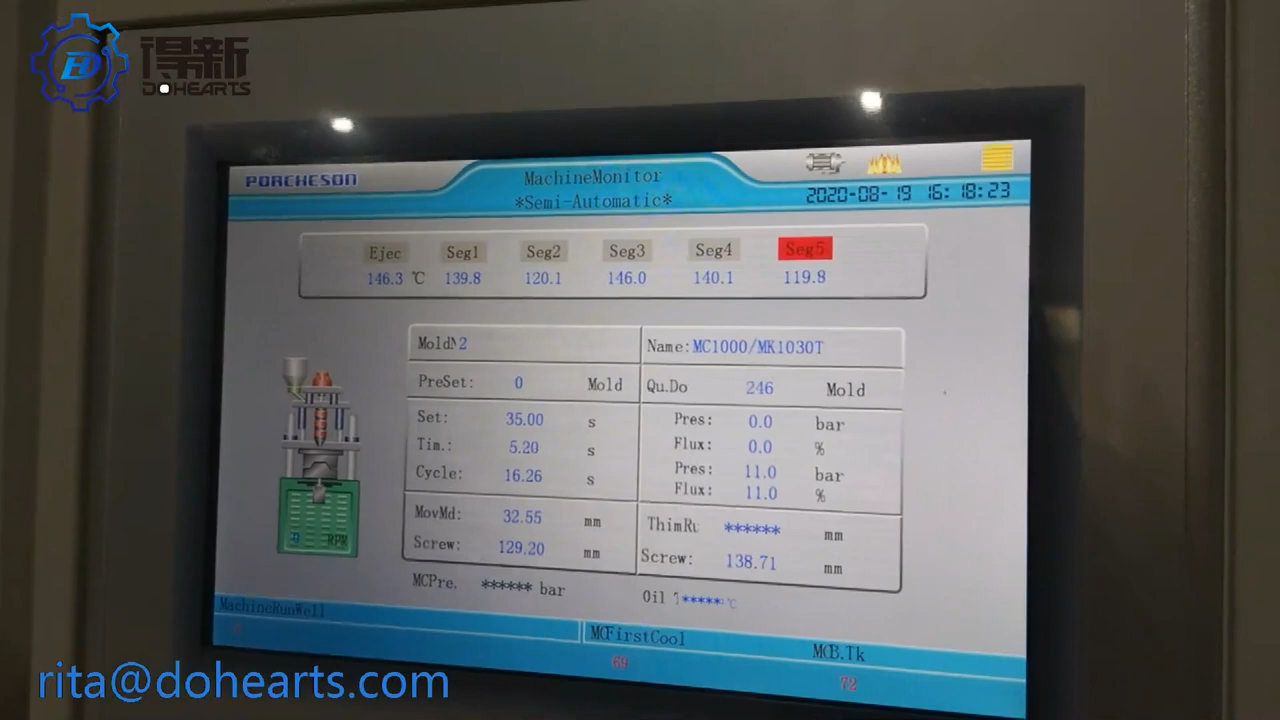 得新
DOHEARTS
PORCHESON
MachineMonitor
*Semi-Automatic*
2020-08-19 16:18:23
Ejec Seg1 Seg2 Seg3 Seg4 Seg5
146.3 ℃ 139.8 120.1 146.0 140.1 119.8
Mold 2 Name: MC1000/MK1030T
PreSet: 0 Mold Qu.Do 246 Mold
Set: 35.00 s Pres: 0.0 bar
Tim.: 5.20 s Flux: 0.0 %
Cycle: 16.26 s Pres: 11.0 bar
Flux: 11.0 %
MovMd: 32.55 mm ThimRu ****** mm
Screw: 129.20 mm Screw: 138.71 mm
MCPre. ****** bar Oil ***** ℃
0 RPM
MachineRunWell
MCFirstCool MCB.Tk
69 72
rita@dohearts.com